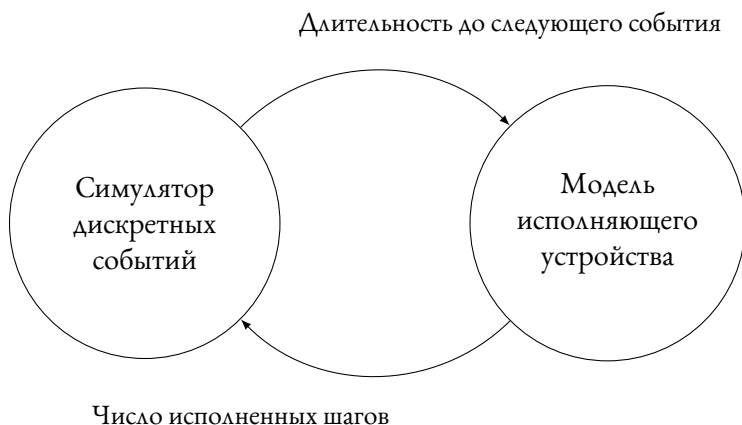 Длительность до следующего события
Симулятор
дискретных
событий
Модель
исполняющего
устройства
Число исполненных шагов